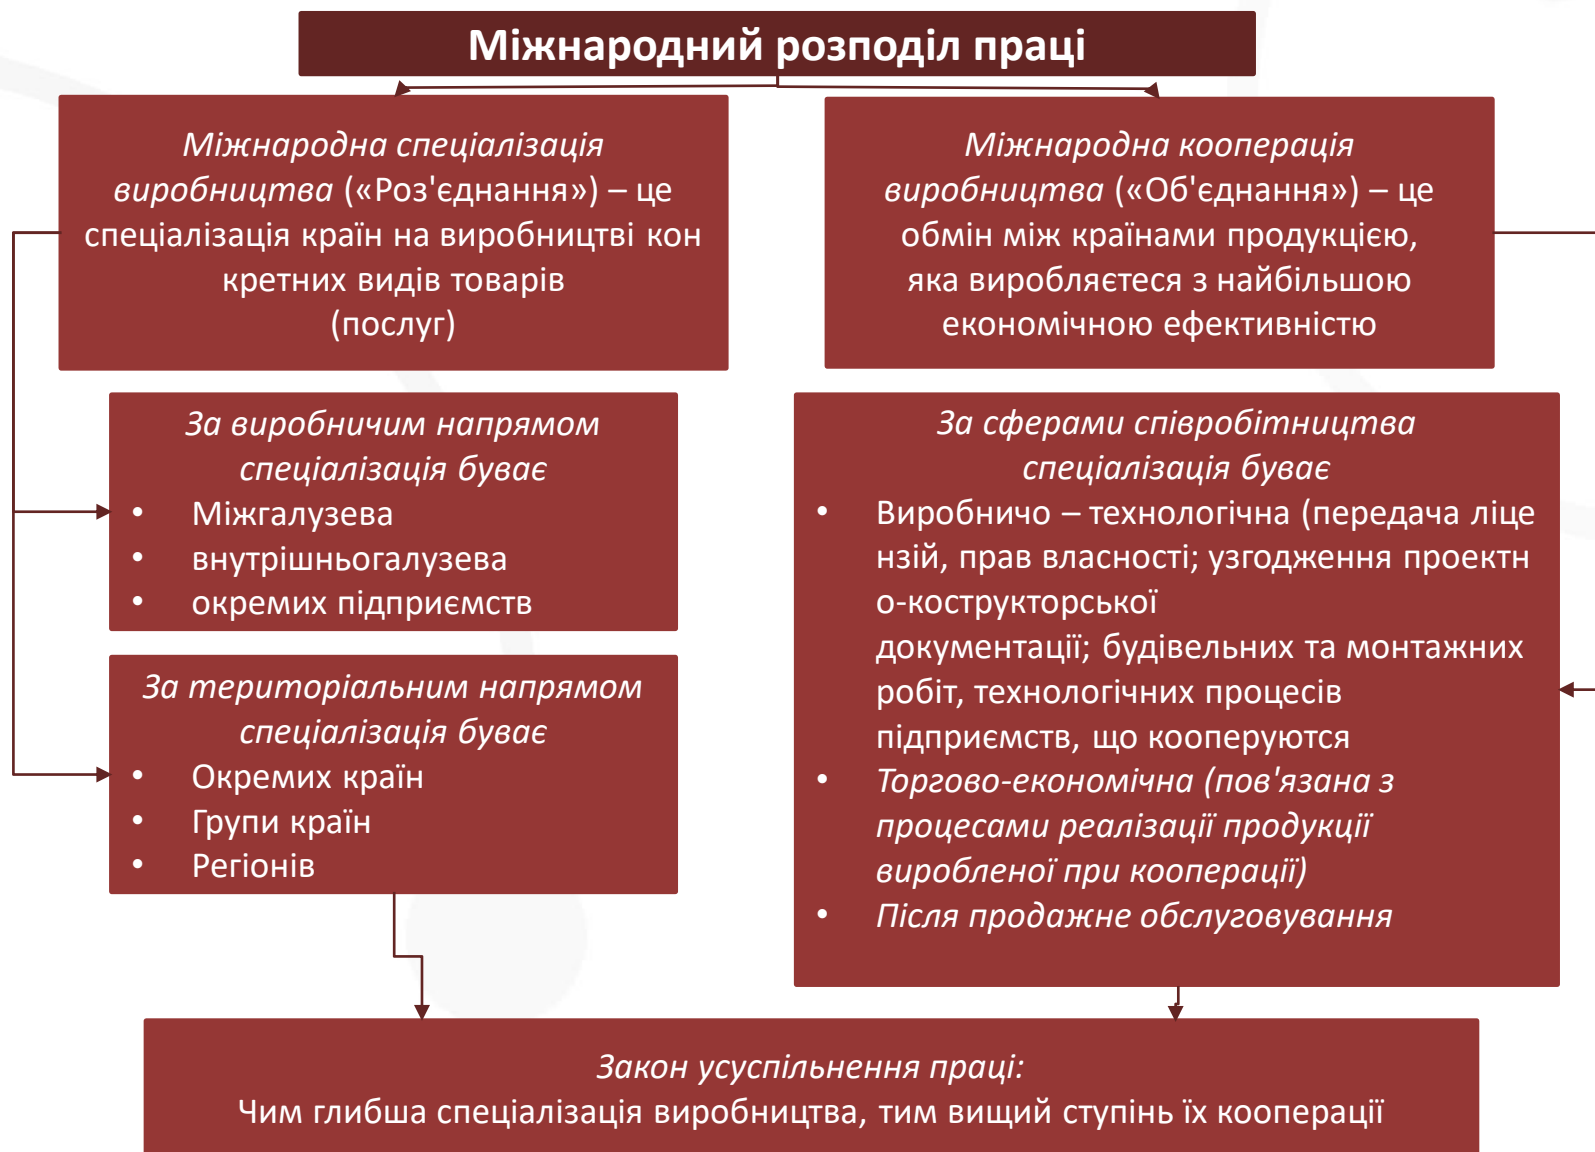 Міжнародний розподіл праці
Міжнародна спеціалізація
виробництва («Роз'єднання») – це
спеціалізація країн на виробництві кон
кретних видів товарів
(послуг)
Міжнародна кооперація
виробництва («Об'єднання») – це
обмін між країнами продукцією,
яка виробляєтеся з найбільшою
економічною ефективністю
За виробничим напрямом
спеціалізація буває
• Міжгалузева
• внутрішньогалузева
• окремих підприємств
За територіальним напрямом
спеціалізація буває
• Окремих країн
• Групи країн
• Регіонів
За сферами співробітництва
спеціалізація буває
• Виробничо – технологічна (передача ліце
нзій, прав власності; узгодження проектн
о-кострукторської
документації; будівельних та монтажних
робіт, технологічних процесів
підприємств, що кооперуются
• Торгово-економічна (пов'язана з
процесами реалізації продукції
виробленої при кооперації)
• Після продажне обслуговування
Закон усуспільнення праці:
Чим глибша спеціалізація виробництва, тим вищий ступінь їх кооперації